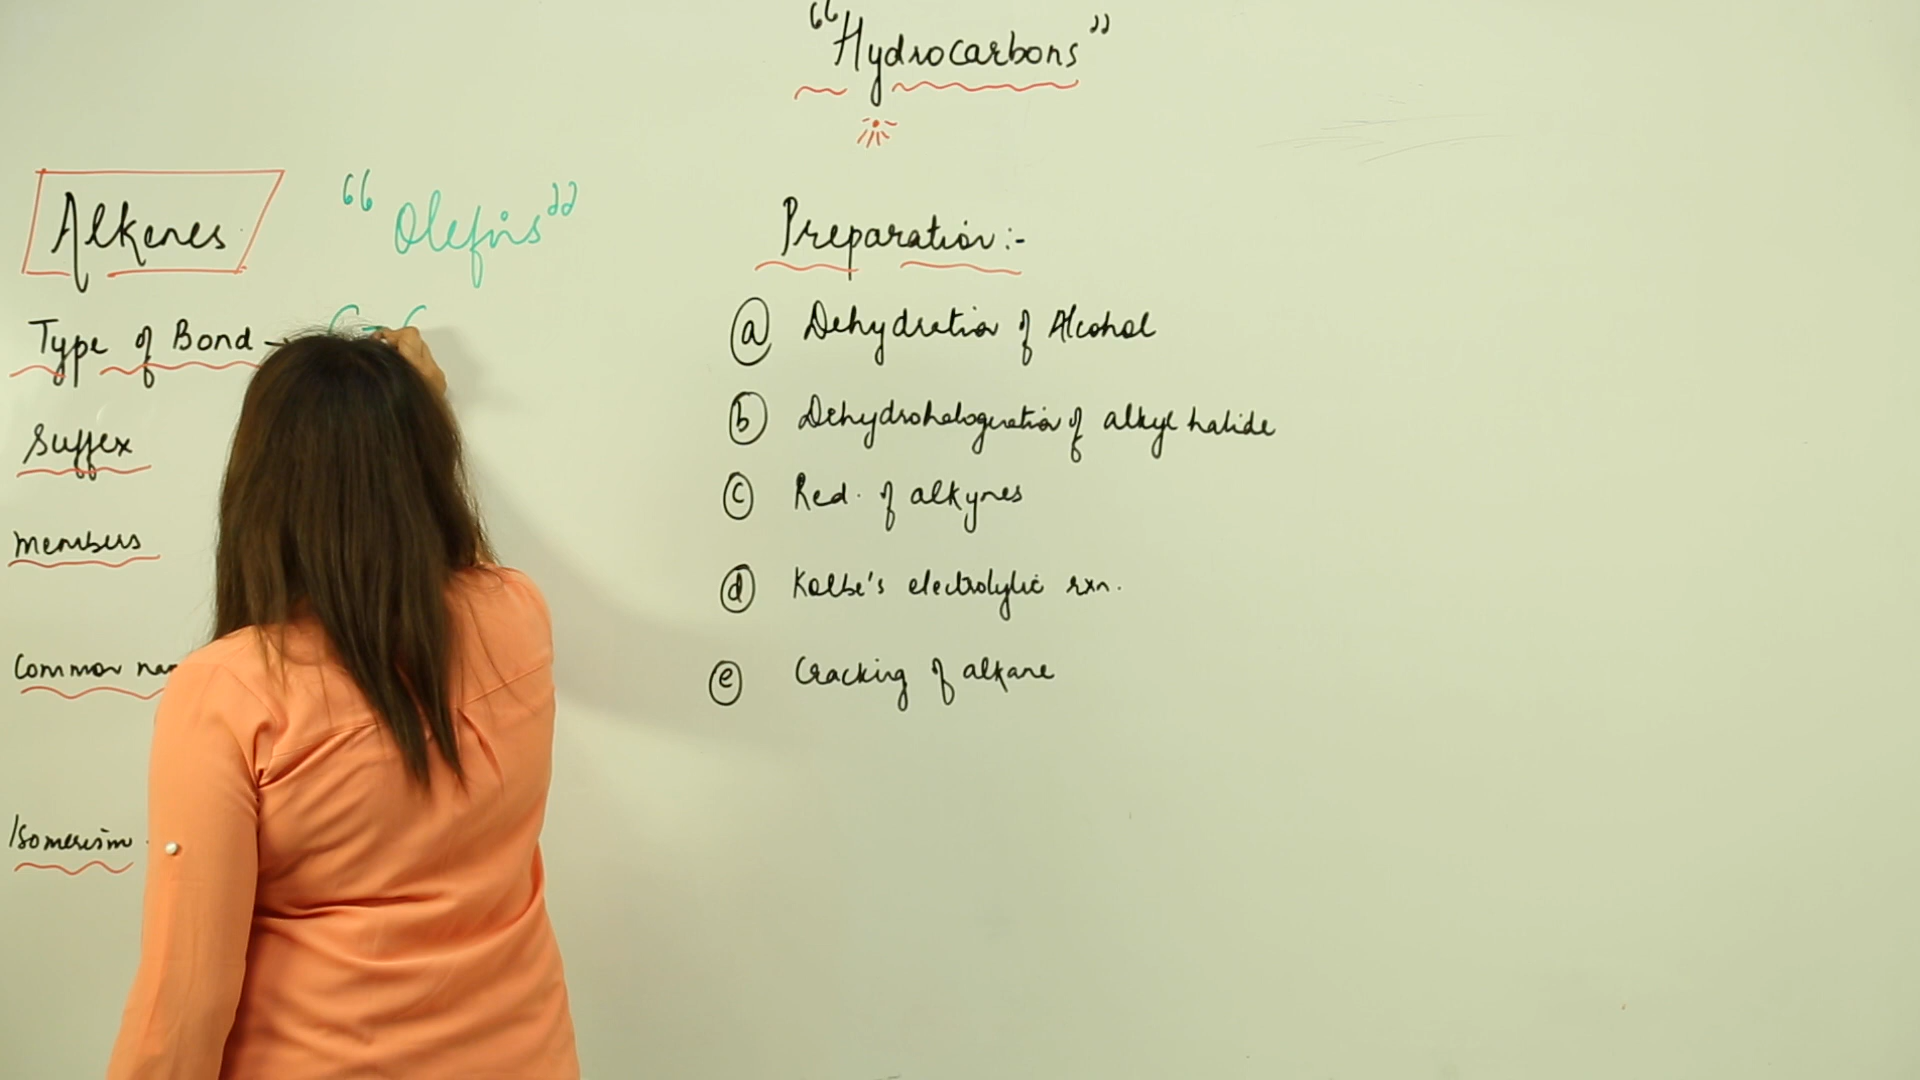 "Hydrocarbons"
Alkenes "Olefins"
Type of Bond → C=C
Suffex
Members
Common
Isomerism
Preparation:-
(a) Dehydration of Alcohol
(b) Dehydrohalogenation of alkyl halide
(c) Red. of alkynes
(d) Kolbe's electrolytic rxn.
(e) Cracking of alkane